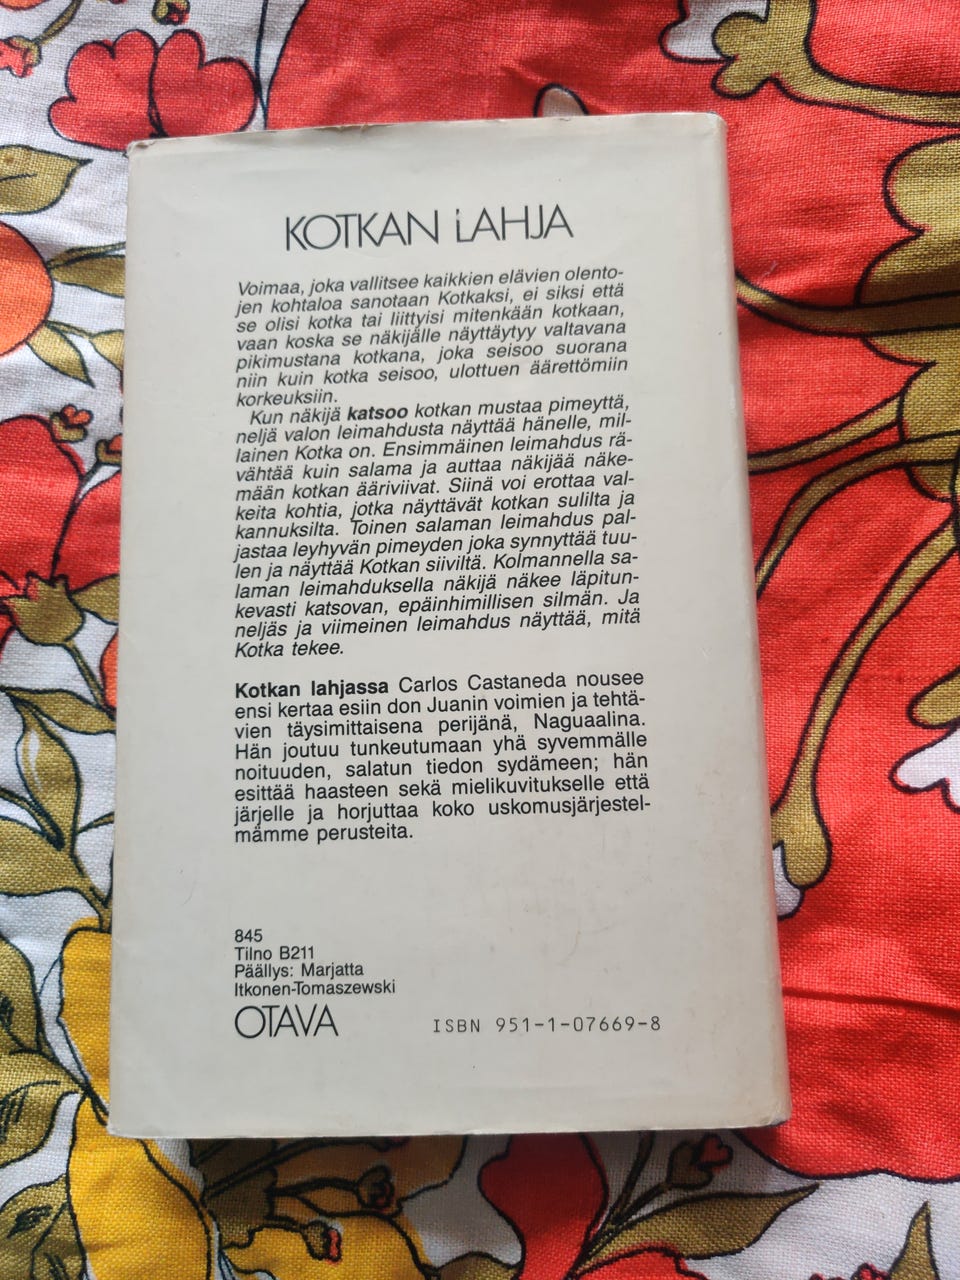 KOTKAN LAHJA
Voimaa, joka vallitsee kaikkien elävien olento-
jen kohtaloa sanotaan Kotkaksi, ei siksi että
se olisi kotka tai liittyisi mitenkään kotkaan,
vaan koska se näkijälle näyttäytyy valtavana
pikimustana kotkana, joka seisoo suorana
niin kuin kotka seisoo, ulottuen äärettömiin
korkeuksiin.
Kun näkijä katsoo kotkan mustaa pimeyttä,
neljä valon leimahdusta näyttää hänelle, mil-
lainen Kotka on. Ensimmäinen leimahdus rä-
vähtää kuin salama ja auttaa näkijää näke-
mään kotkan ääriviivat. Siinä voi erottaa val-
keita kohtia, jotka näyttävät kotkan sulilta ja
kannuksilta. Toinen salaman leimahdus pal-
jastaa leyhyvän pimeyden joka synnyttää tuu-
len ja näyttää Kotkan siiviltä. Kolmannella sa-
laman leimahduksella näkijä näkee läpitun-
kevasti katsovan, epäinhimillisen silmän. Ja
neljäs ja viimeinen leimahdus näyttää, mitä
Kotka tekee.
Kotkan lahjassa Carlos Castaneda nousee
ensi kertaa esiin don Juanin voimien ja tehtä-
vien täysimittaisena perijänä, Naguaalina.
Hän joutuu tunkeutumaan yhä syvemmälle
noituuden, salatun tiedon sydämeen; hän
esittää haasteen sekä mielikuvitukselle että
järjelle ja horjuttaa koko uskomusjärjestel-
mämme perusteita.
845
Tilno B211
Päällys: Marjatta
Itkonen-Tomaszewski
OTAVA
ISBN 951-1-07669-8